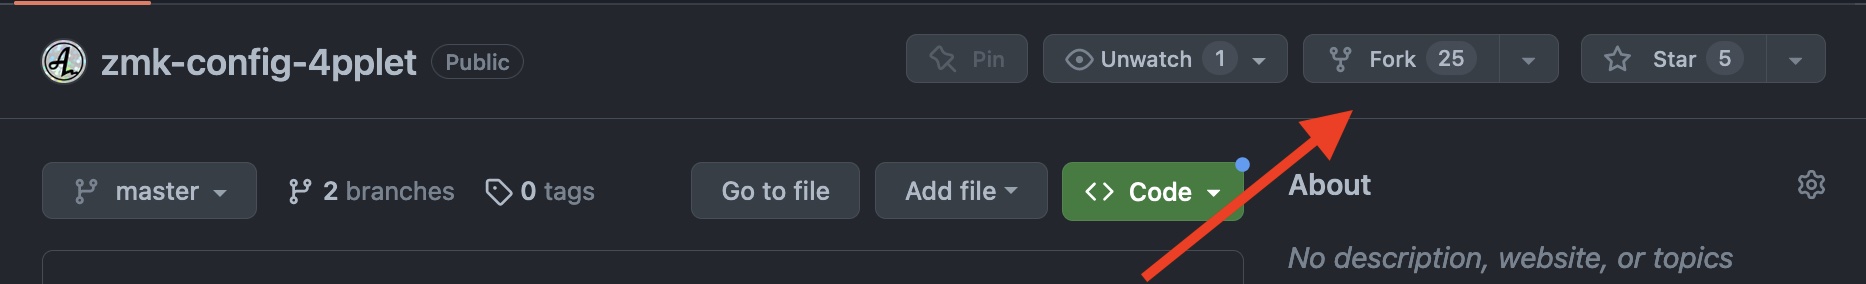 zmk-config-4pplet Public Pin Unwatch 1 Fork 25 Star 5
master 2 branches 0 tags Go to file Add file <> Code About
No description, website, or topics